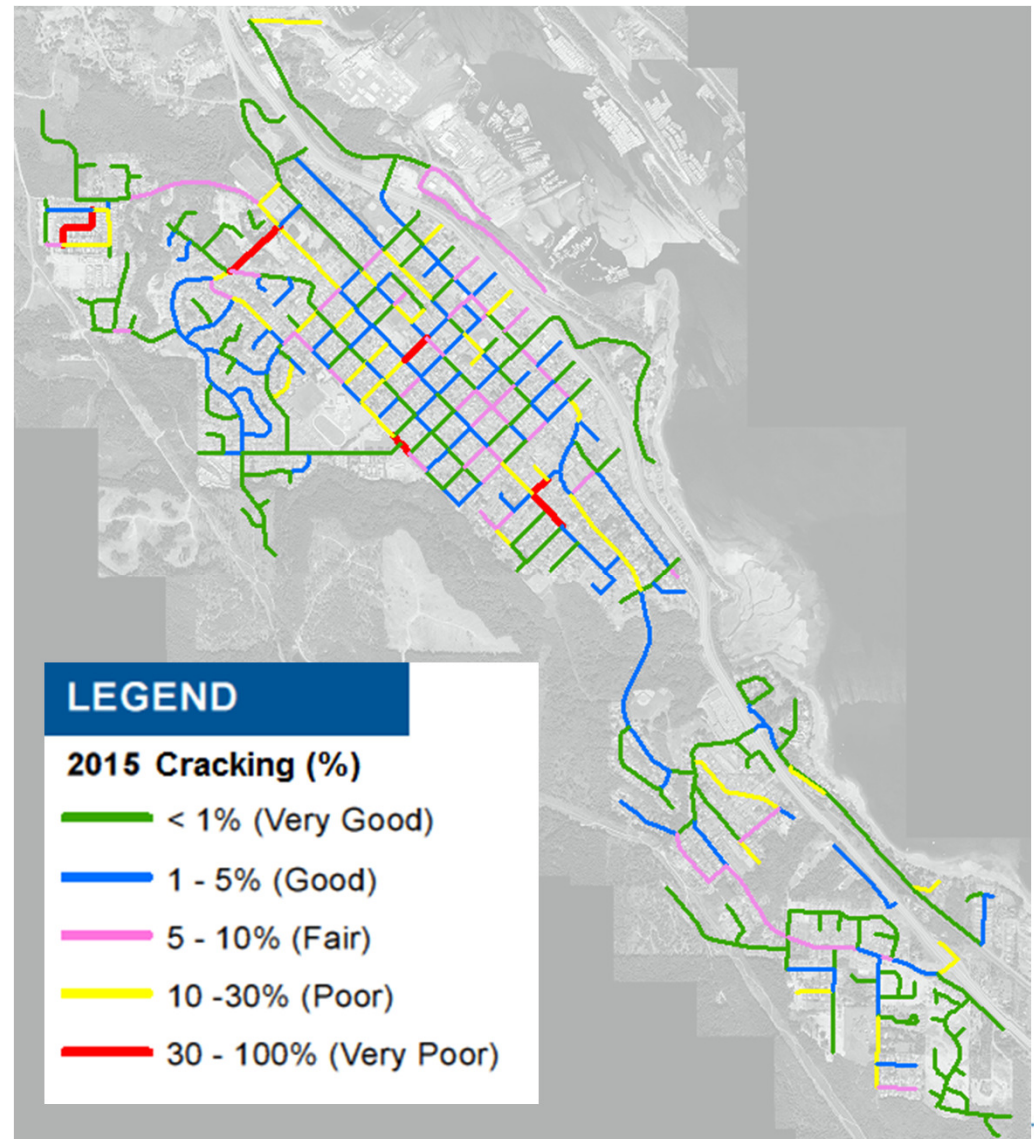 LEGEND
2015 Cracking (%)
< 1% (Very Good)
1 - 5% (Good)
5 - 10% (Fair)
10 -30% (Poor)
30 - 100% (Very Poor)